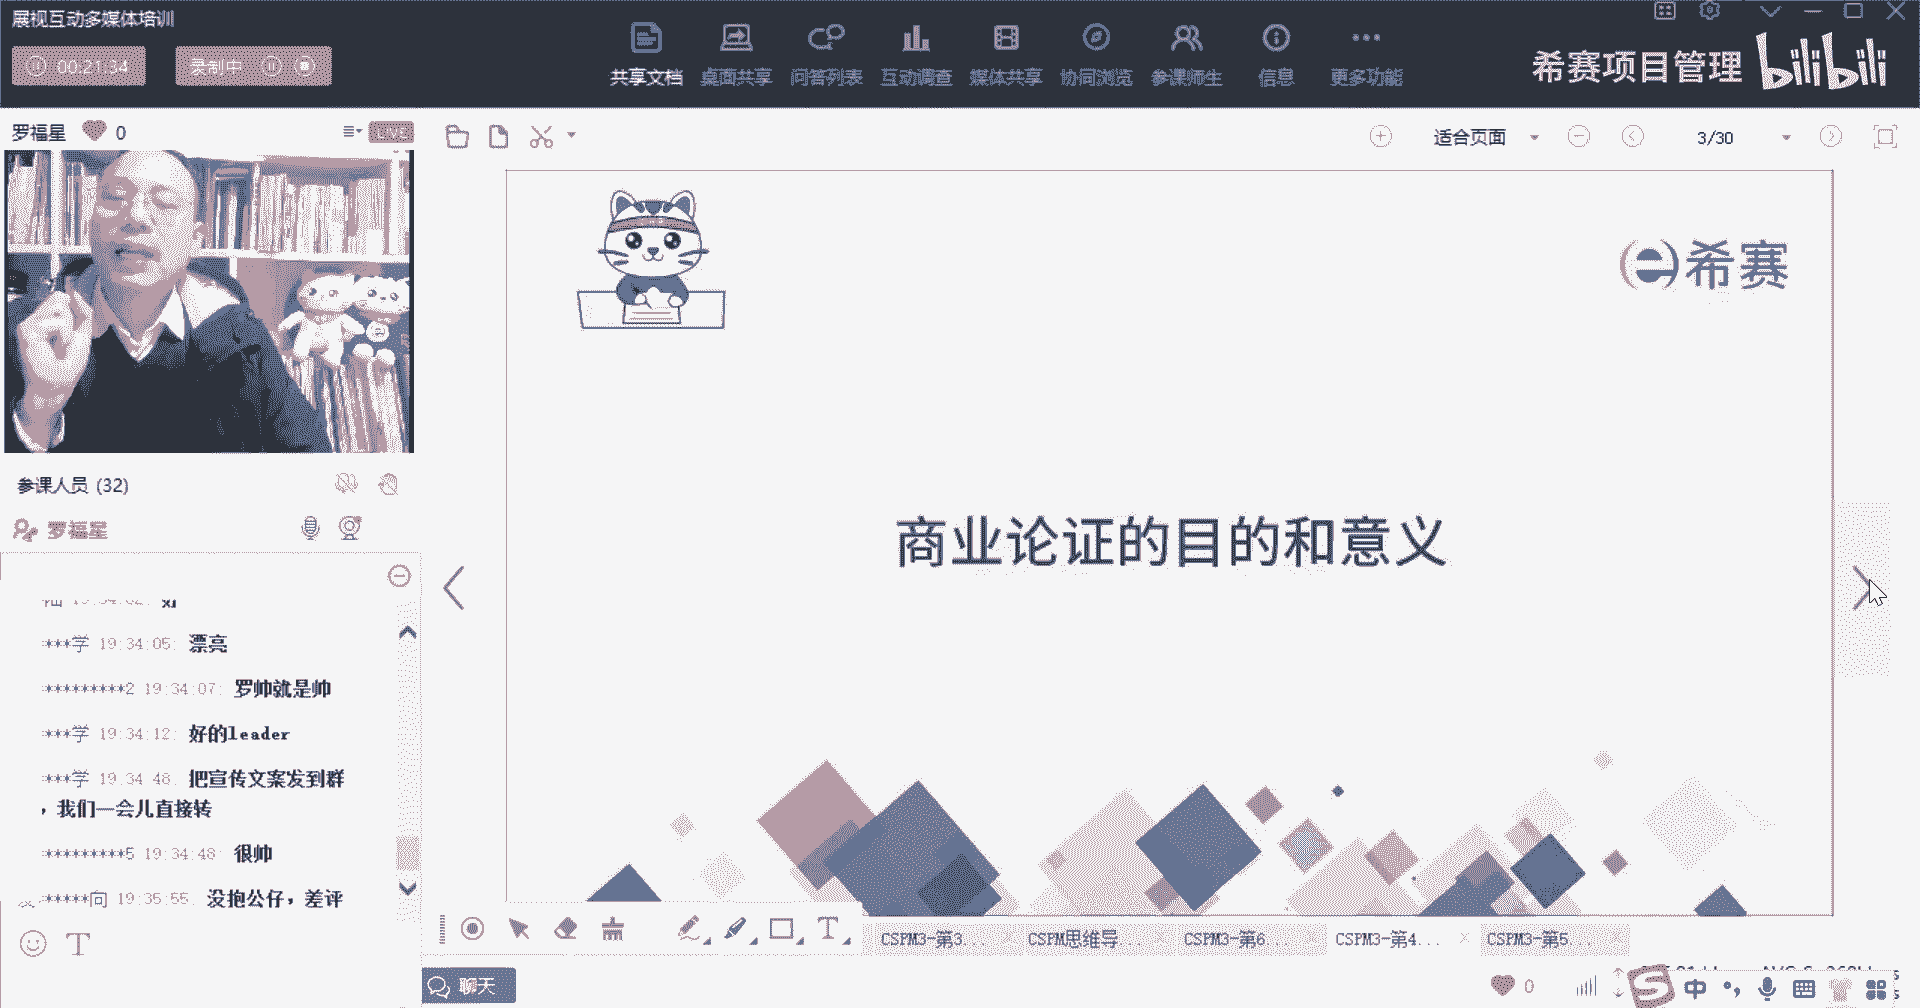 展视互动多媒体培训
00:21:34
录制中
共享文档
桌面共享
问答列表
互动调查
媒体共享
协同浏览
参课师生
信息
更多功能
希赛项目管理
bilibili
罗福星
0
LIVE
适合页面
3/30
希赛
商业论证的目的和意义
参课人员 (32)
罗福星
***学 19:34:05: 漂亮
*********2 19:34:07: 罗帅就是帅
***学 19:34:12: 好的leader
***学 19:34:48: 把宣传文案发到群
，我们一会儿直接转
*********5 19:34:48: 很帅
*****向 19:35:55: 没抱公仔，差评
T
T
CSPM3-第3...
CSPM思维导...
CSPM3-第6...
CSPM3-第4...
CSPM3-第5...
聊天
0
中